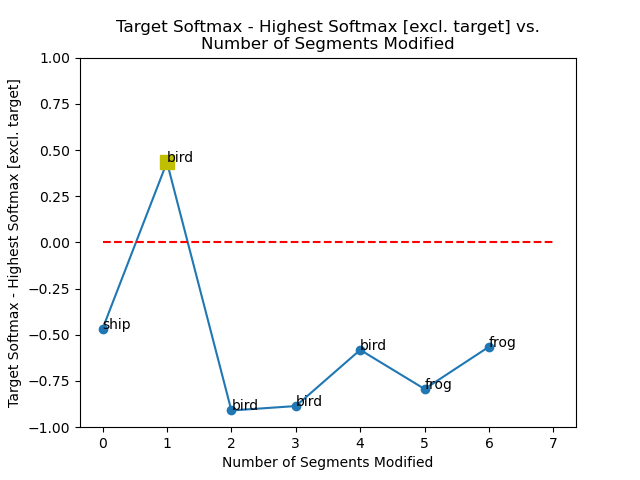 Target Softmax - Highest Softmax [excl. target] vs.
Number of Segments Modified
Target Softmax - Highest Softmax [excl. target]
1.00
0.75
0.50
0.25
0.00
−0.25
−0.50
−0.75
−1.00
ship
bird
bird
bird
bird
frog
frog
0 1 2 3 4 5 6 7
Number of Segments Modified